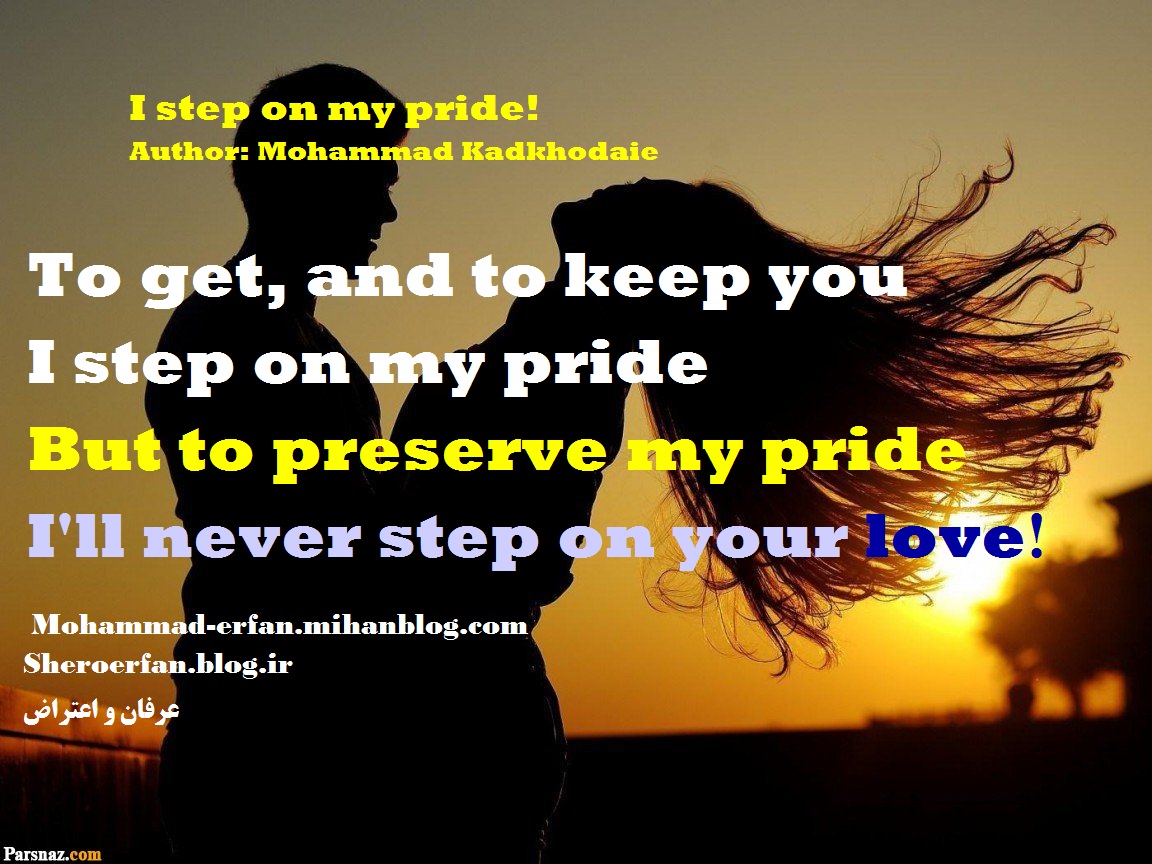 I step on my pride!
Author: Mohammad Kadkhodaie
To get, and to keep you
I step on my pride
But to preserve my pride
I'll never step on your love!
Mohammad-erfan.mihanblog.com
Sheroerfan.blog.ir
عرفان و اعتراض
Parsnaz.com